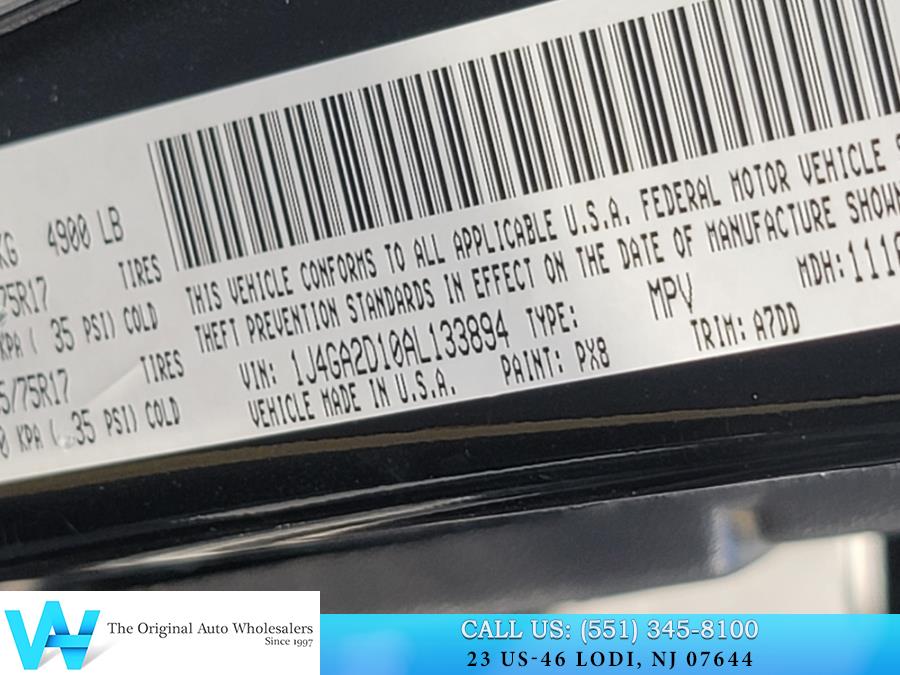 KG 4900 LB
75R17 TIRES
KPA ( 35 PSI) COLD
5/75R17 TIRES
0 KPA ( 35 PSI) COLD
THIS VEHICLE CONFORMS TO ALL APPLICABLE U.S.A. FEDERAL MOTOR VEHICLE S
THEFT PREVENTION STANDARDS IN EFFECT ON THE DATE OF MANUFACTURE SHOWN
VIN: 1J4GA2D10AL133894 TYPE: MPV MDH: 111
VEHICLE MADE IN U.S.A. PAINT: PX8 TRIM: A7DD
The Original Auto Wholesalers
Since 1997
CALL US: (551) 345-8100
23 US-46 LODI, NJ 07644